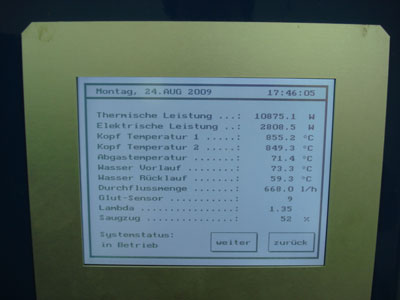 Montag, 24.AUG 2009 17:46:05
Thermische Leistung ...: 10875.1 W
Elektrische Leistung ..: 2808.5 W
Kopf Temperatur 1 .....: 855.2 °C
Kopf Temperatur 2 .....: 849.3 °C
Abgastemperatur .......: 71.4 °C
Wasser Vorlauf ........: 73.3 °C
Wasser Rücklauf .......: 59.3 °C
Durchflussmenge .......: 668.0 l/h
Glut-Sensor ...........: 9
Lambda ................: 1.35
Saugzug ...............: 52 %
Systemstatus:
in Betrieb
weiter zurück